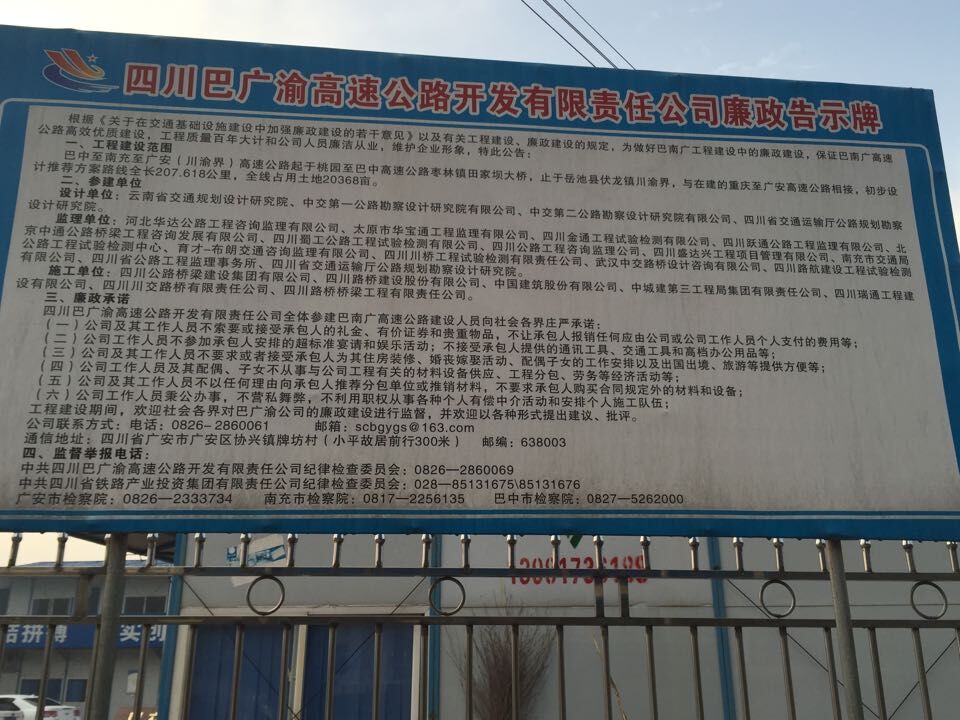 四川巴广渝高速公路开发有限责任公司廉政告示牌
根据《关于在交通基础设施建设中加强廉政建设的若干意见》以及有关工程建设、廉政建设的规定，为做好巴南广工程建设中的廉政建设，保证巴南广高速
公路高效优质建设，工程质量百年大计和公司人员廉洁从业，维护企业形象，特此公告：
一、工程建设范围
巴中至南充至广安（川渝界）高速公路起于桃园至巴中高速公路枣林镇田家坝大桥，止于岳池县伏龙镇川渝界，与在建的重庆至广安高速公路相接，初步设
计推荐方案路线全长207.618公里，全线占用土地20368亩。
二、参建单位
设计单位：云南省交通规划设计研究院、中交第一公路勘察设计研究院有限公司、中交第二公路勘察设计研究院有限公司、四川省交通运输厅公路规划勘察
设计研究院。
监理单位：河北华达公路工程咨询监理有限公司、太原市华宝通工程监理有限公司、四川金通工程试验检测有限公司、四川跃通公路工程监理有限公司、北
京中通公路桥梁工程咨询发展有限公司、四川蜀工公路工程试验检测有限公司、四川公路工程咨询监理公司、四川盛达兴工程项目管理有限公司、南充市交通局
公路工程试验检测中心、育才—布朗交通咨询监理有限公司、四川川桥工程试验检测有限责任公司、武汉中交路桥设计咨询有限公司、四川路航建设工程试验检测
有限公司、四川省公路工程监理事务所、四川省交通运输厅公路规划勘察设计研究院。
施工单位：四川公路桥梁建设集团有限公司、四川路桥建设股份有限公司、中国建筑股份有限公司、中城建第三工程局集团有限责任公司、四川瑞通工程建
设有限公司、四川川交路桥有限责任公司、四川路桥桥梁工程有限责任公司。
三、廉政承诺
四川巴广渝高速公路开发有限责任公司全体参建巴南广高速公路建设人员向社会各界庄严承诺：
（一）公司及其工作人员不索要或接受承包人的礼金、有价证券和贵重物品，不让承包人报销任何应由公司或公司工作人员个人支付的费用等；
（二）公司工作人员不参加承包人安排的超标准宴请和娱乐活动；不接受承包人提供的通讯工具、交通工具和高档办公用品等；
（三）公司及其工作人员不要求或者接受承包人为其住房装修、婚丧嫁娶活动、配偶子女的工作安排以及出国出境、旅游等提供方便等；
（四）公司工作人员及其配偶、子女不从事与公司工程有关的材料设备供应、工程分包、劳务等经济活动等；
（五）公司及其工作人员不以任何理由向承包人推荐分包单位或推销材料，不要求承包人购买合同规定外的材料和设备；
（六）公司工作人员秉公办事，不营私舞弊，不利用职权从事各种个人有偿中介活动和安排个人施工队伍；
工程建设期间，欢迎社会各界对巴广渝公司的廉政建设进行监督，并欢迎以各种形式提出建议、批评。
公司联系方式：电话：0826-2860061 邮箱：scbgygs@163.com
通信地址：四川省广安市广安区协兴镇牌坊村（小平故居前行300米） 邮编：638003
四、监督举报电话：
中共四川巴广渝高速公路开发有限责任公司纪律检查委员会：0826—2860069
中共四川省铁路产业投资集团有限责任公司纪律检查委员会：028—85131675\85131676
广安市检察院：0826—2333734 南充市检察院：0817—2256135 巴中市检察院：0827—5262000
拼搏 实创